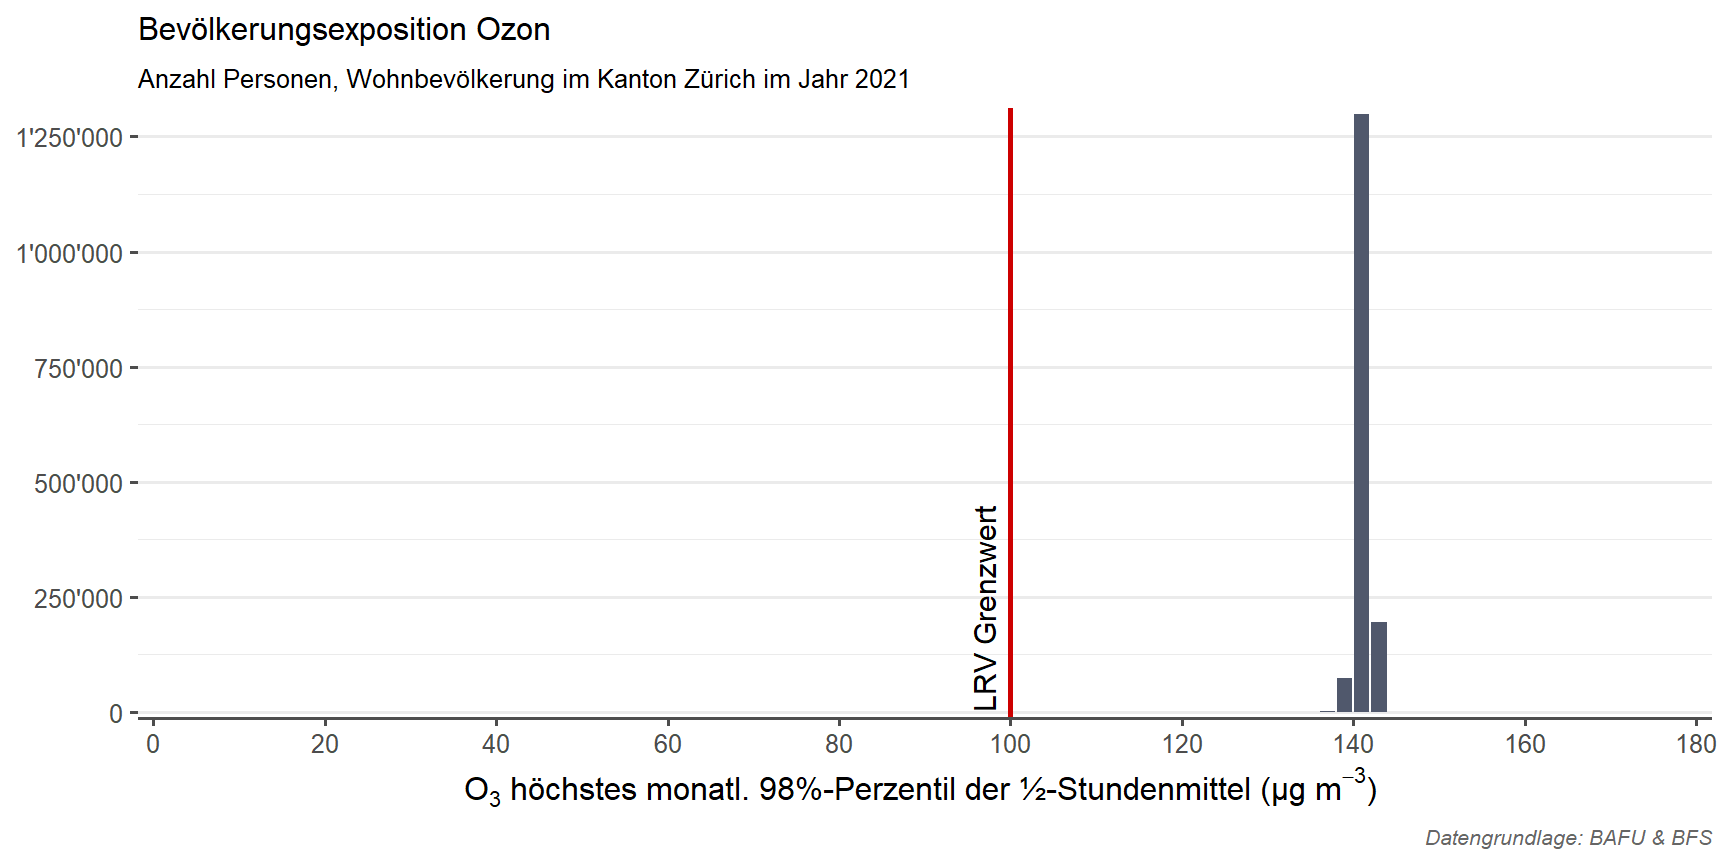 Bevölkerungsexposition Ozon
Anzahl Personen, Wohnbevölkerung im Kanton Zürich im Jahr 2021
1'250'000
1'000'000
750'000
500'000
250'000
0
LRV Grenzwert
0 20 40 60 80 100 120 140 160 180
O₃ höchstes monatl. 98%-Perzentil der ½-Stundenmittel (µg m⁻³)
Datengrundlage: BAFU & BFS